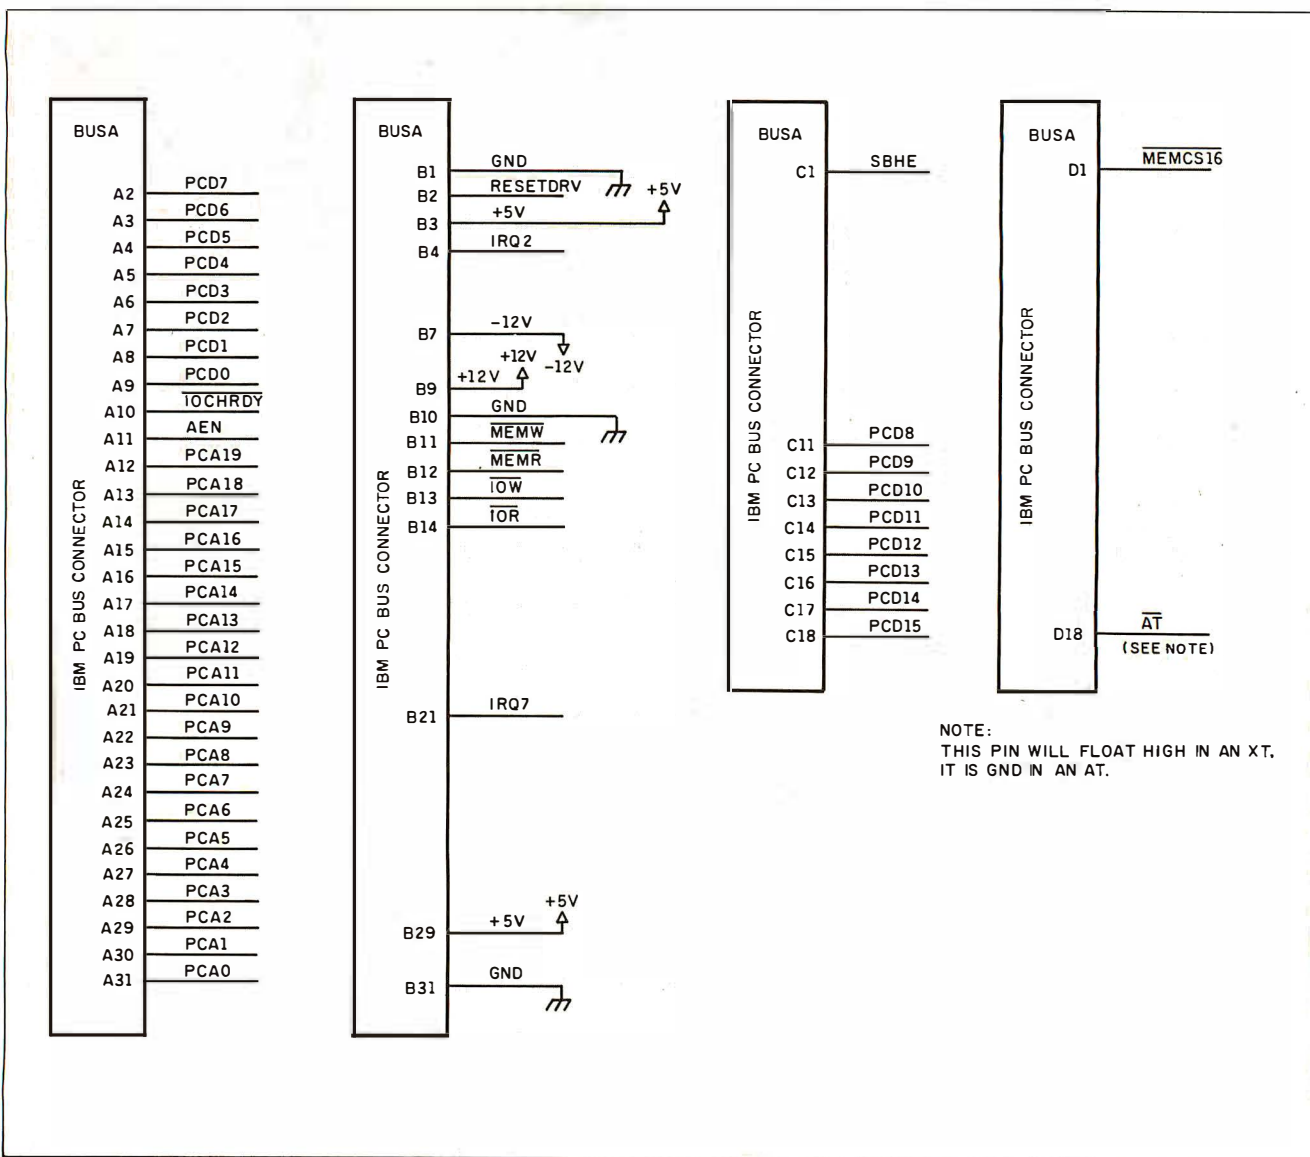 BUSA
A2 PCD7
A3 PCD6
A4 PCD5
A5 PCD4
A6 PCD3
A7 PCD2
A8 PCD1
A9 PCD0
A10 IOCHRDY
A11 AEN
A12 PCA19
A13 PCA18
A14 PCA17
A15 PCA16
A16 PCA15
A17 PCA14
A18 PCA13
A19 PCA12
A20 PCA11
A21 PCA10
A22 PCA9
A23 PCA8
A24 PCA7
A25 PCA6
A26 PCA5
A27 PCA4
A28 PCA3
A29 PCA2
A30 PCA1
A31 PCA0
IBM PC BUS CONNECTOR
BUSA
B1 GND
B2 RESETDRV
B3 +5V +5V
B4 IRQ2
B7 -12V
-12V
+12V
B9 +12V
B10 GND
B11 MEMW
B12 MEMR
B13 IOW
B14 IOR
B21 IRQ7
+5V
B29 +5V
B31 GND
IBM PC BUS CONNECTOR
BUSA
C1 SBHE
C11 PCD8
C12 PCD9
C13 PCD10
C14 PCD11
C15 PCD12
C16 PCD13
C17 PCD14
C18 PCD15
IBM PC BUS CONNECTOR
BUSA
D1 MEMCS16
D18 AT
(SEE NOTE)
IBM PC BUS CONNECTOR
NOTE:
THIS PIN WILL FLOAT HIGH IN AN XT.
IT IS GND IN AN AT.